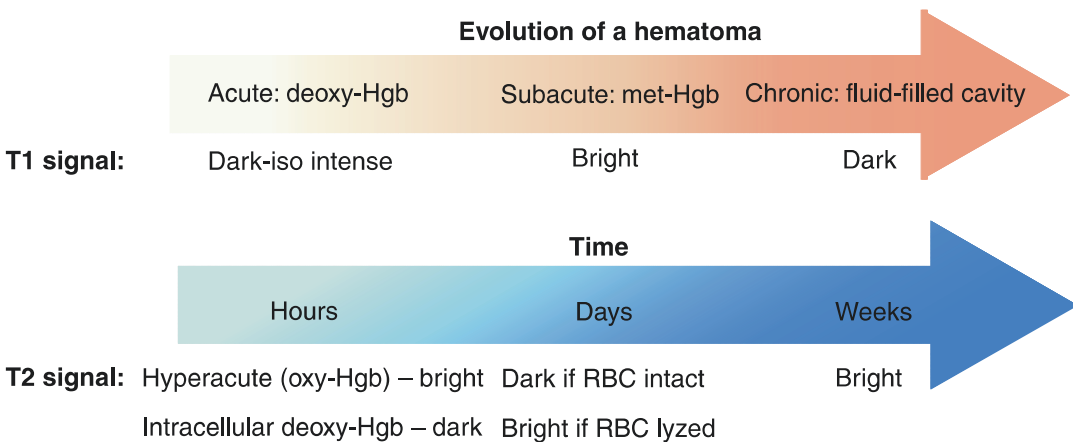 Evolution of a hematoma
Acute: deoxy-Hgb Subacute: met-Hgb Chronic: fluid-filled cavity
T1 signal: Dark-iso intense Bright Dark
Time
Hours Days Weeks
T2 signal: Hyperacute (oxy-Hgb) – bright Dark if RBC intact Bright
Intracellular deoxy-Hgb – dark Bright if RBC lyzed